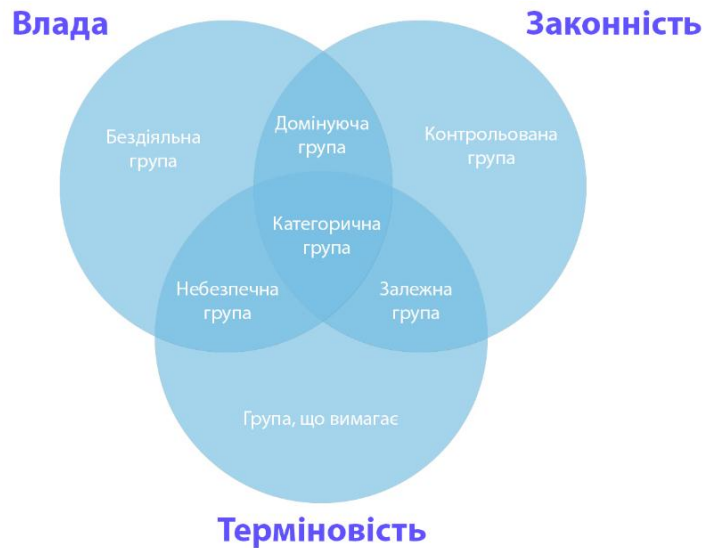 Влада
Законність
Бездіяльна
група
Домінуюча
група
Контрольована
група
Категорична
група
Небезпечна
група
Залежна
група
Група, що вимагає
Терміновість